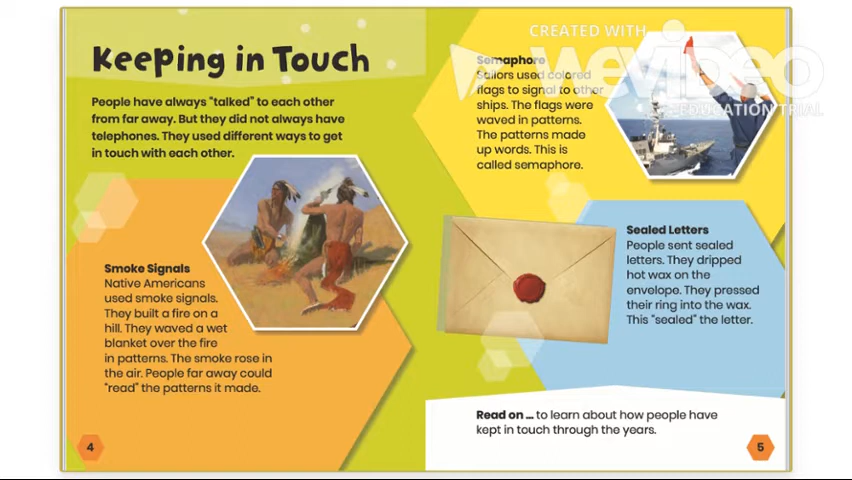 Keeping in Touch
People have always "talked" to each other
from far away. But they did not always have
telephones. They used different ways to get
in touch with each other.
Smoke Signals
Native Americans
used smoke signals.
They built a fire on a
hill. They waved a wet
blanket over the fire
in patterns. The smoke rose in
the air. People far away could
"read" the patterns it made.
4
CREATED WITH
WeVideo
EDUCATION TRIAL
Semaphore
Sailors used colored
flags to signal to other
ships. The flags were
waved in patterns.
The patterns made
up words. This is
called semaphore.
Sealed Letters
People sent sealed
letters. They dripped
hot wax on the
envelope. They pressed
their ring into the wax.
This "sealed" the letter.
Read on ... to learn about how people have
kept in touch through the years.
5